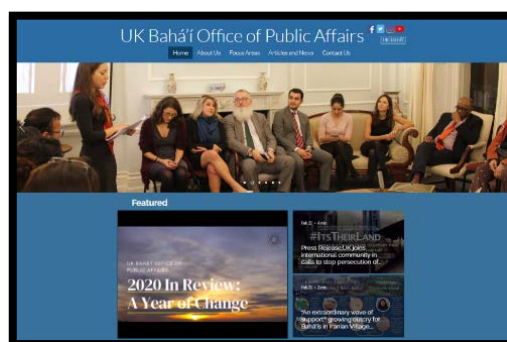 UK Bahá'í Office of Public Affairs
Home About Us Focus Areas Articles and News Contact Us
Featured
UK BAHÁ'Í OFFICE OF
PUBLIC AFFAIRS
2020 In Review:
A Year of Change
#ITSTHEIRLAND
Press Release:UK joins
international community in
calls to stop persecution of...
"An extraordinary wave of
support": growing outcry for
Bahá'ís in Iranian Village...